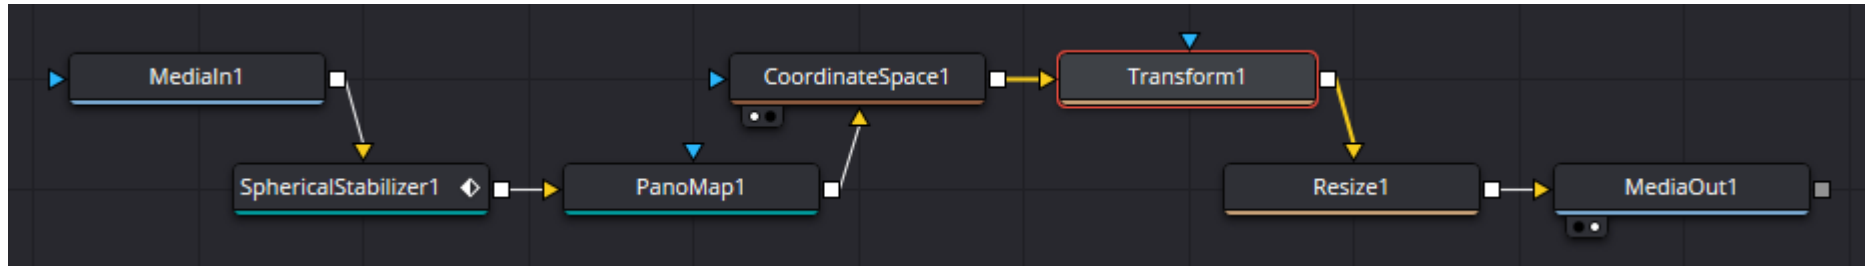 MediaIn1
CoordinateSpace1
Transform1
SphericalStabilizer1
PanoMap1
Resize1
MediaOut1